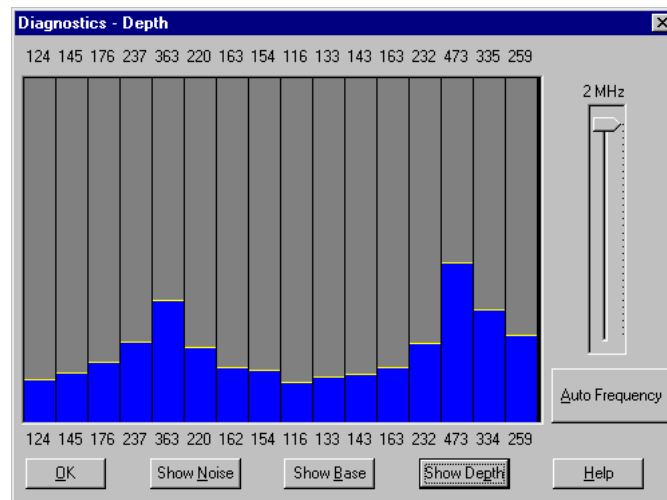 Diagnostics - Depth
124 145 176 237 363 220 163 154 116 133 143 163 232 473 335 259
2 MHz
Auto Frequency
124 145 176 237 363 220 162 154 116 133 143 163 232 473 334 259
OK Show Noise Show Base Show Depth Help